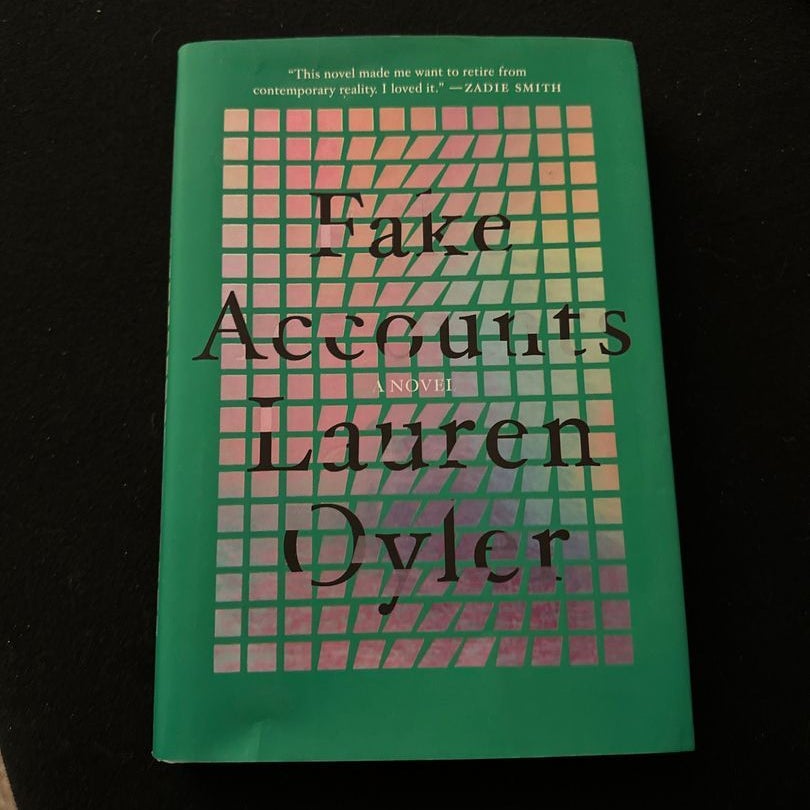 “This novel made me want to retire from
contemporary reality. I loved it.” —ZADIE SMITH
Fake
Accounts
A NOVEL
Lauren
Oyler